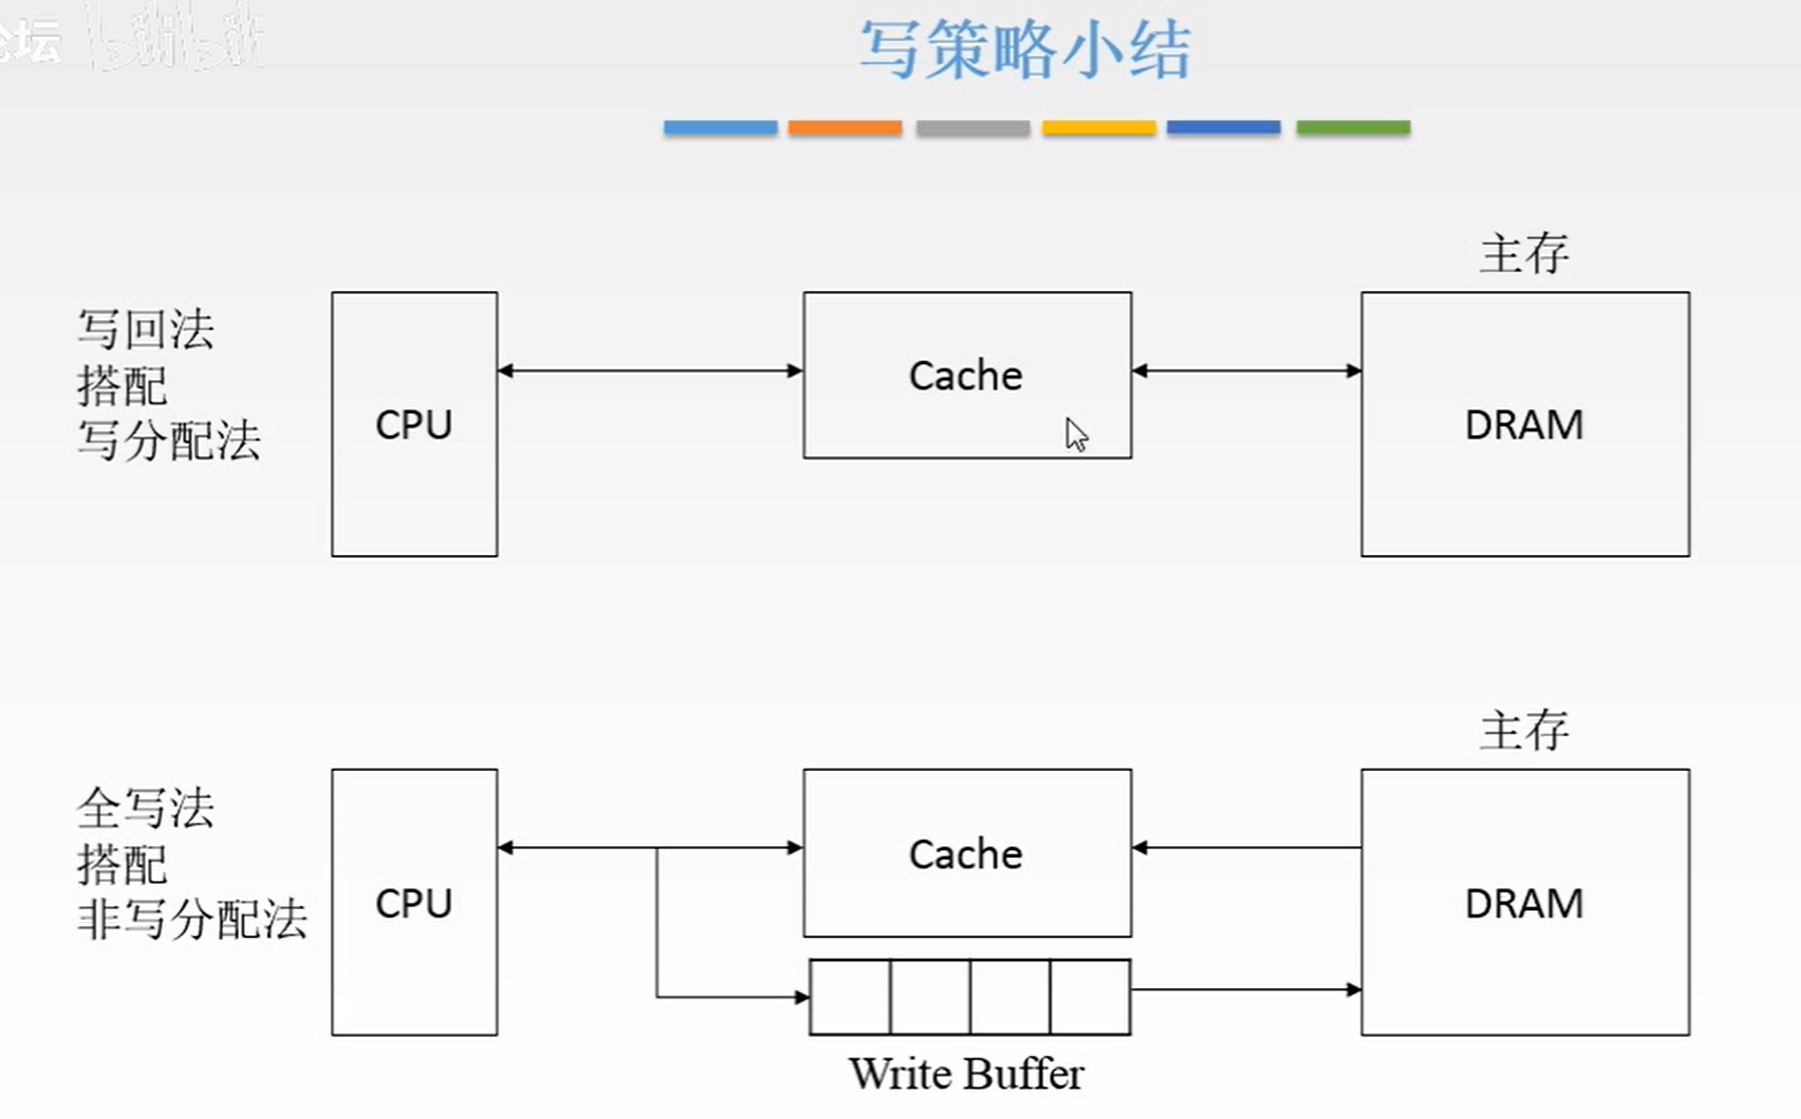 论坛 bilibili
写策略小结
主存
写回法
搭配
写分配法
CPU
Cache
DRAM
主存
全写法
搭配
非写分配法
CPU
Cache
DRAM
Write Buffer